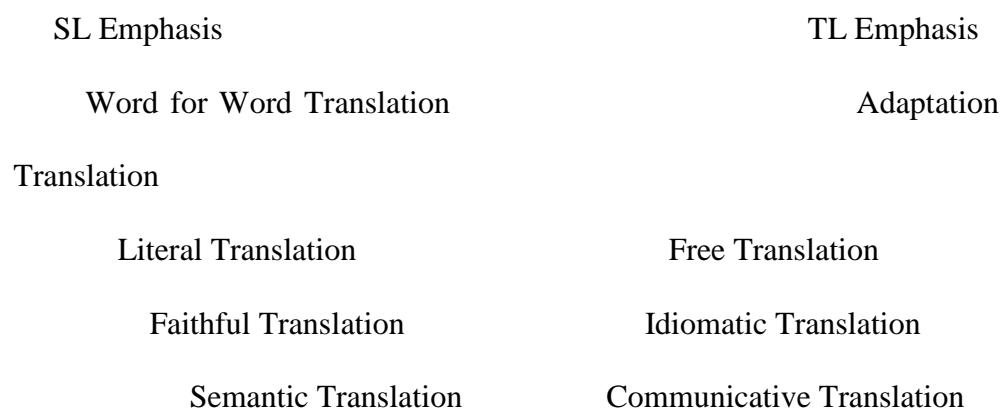 SL Emphasis TL Emphasis
Word for Word Translation Adaptation
Translation
Literal Translation Free Translation
Faithful Translation Idiomatic Translation
Semantic Translation Communicative Translation